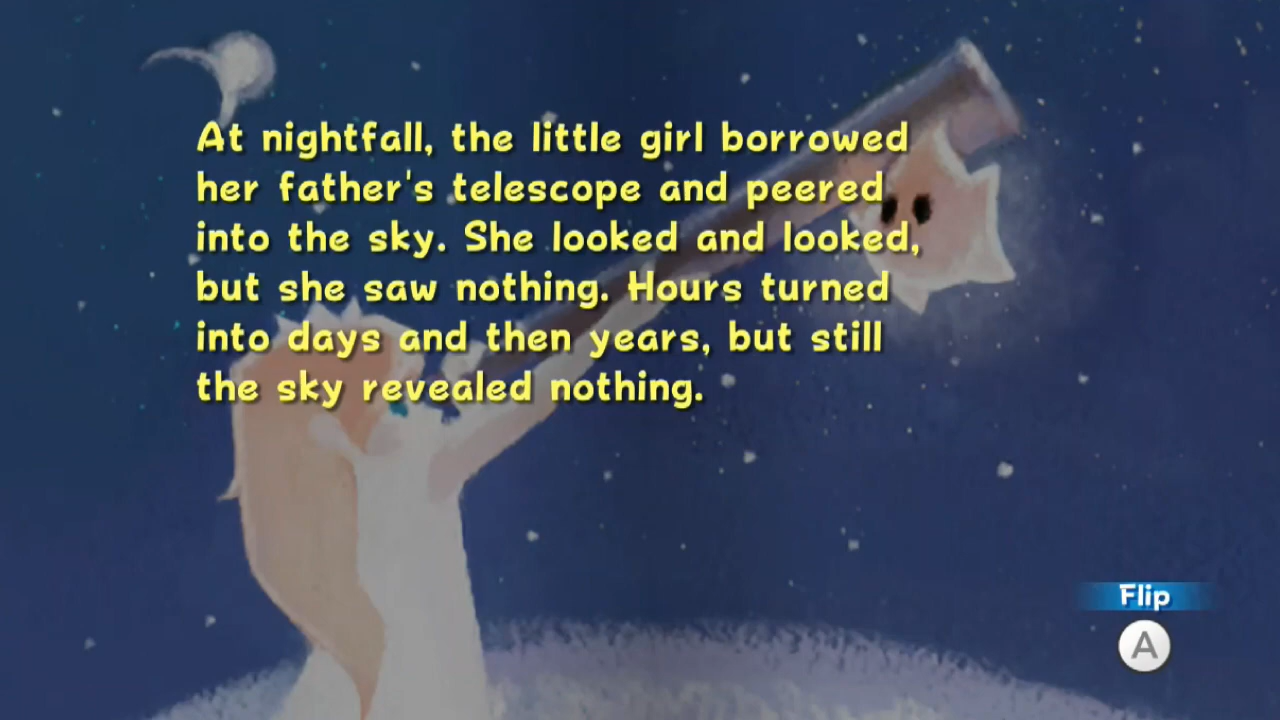 At nightfall, the little girl borrowed
her father's telescope and peered
into the sky. She looked and looked,
but she saw nothing. Hours turned
into days and then years, but still
the sky revealed nothing.
Flip
A